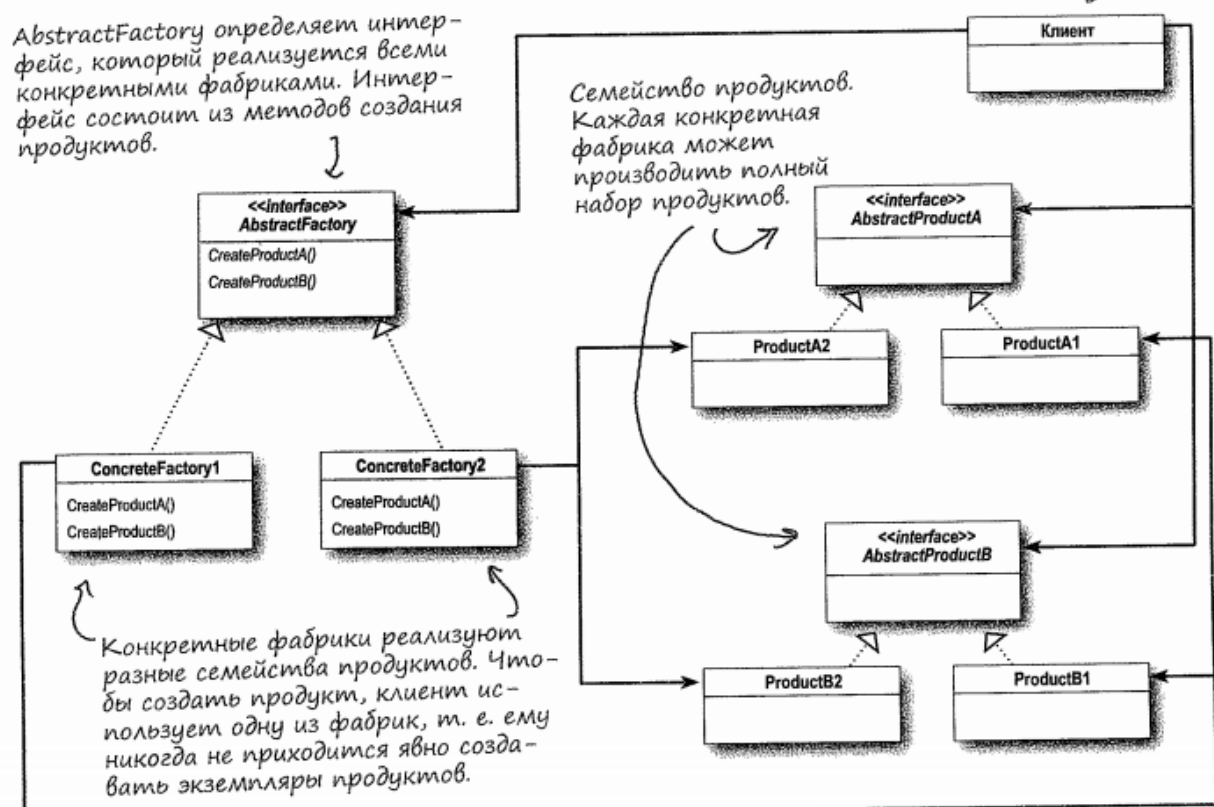 AbstractFactory определяет интер-
фейс, который реализуется всеми
конкретными фабриками. Интер-
фейс состоит из методов создания
продуктов.
Клиент
Семейство продуктов.
Каждая конкретная
фабрика может
производить полный
набор продуктов.
<<interface>>
AbstractFactory
CreateProductA()
CreateProductB()
<<interface>>
AbstractProductA
ProductA2
ProductA1
ConcreteFactory1
CreateProductA()
CreateProductB()
ConcreteFactory2
CreateProductA()
CreateProductB()
<<interface>>
AbstractProductB
ProductB2
ProductB1
Конкретные фабрики реализуют
разные семейства продуктов. Что-
бы создать продукт, клиент ис-
пользует одну из фабрик, т. е. ему
никогда не приходится явно созда-
вать экземпляры продуктов.